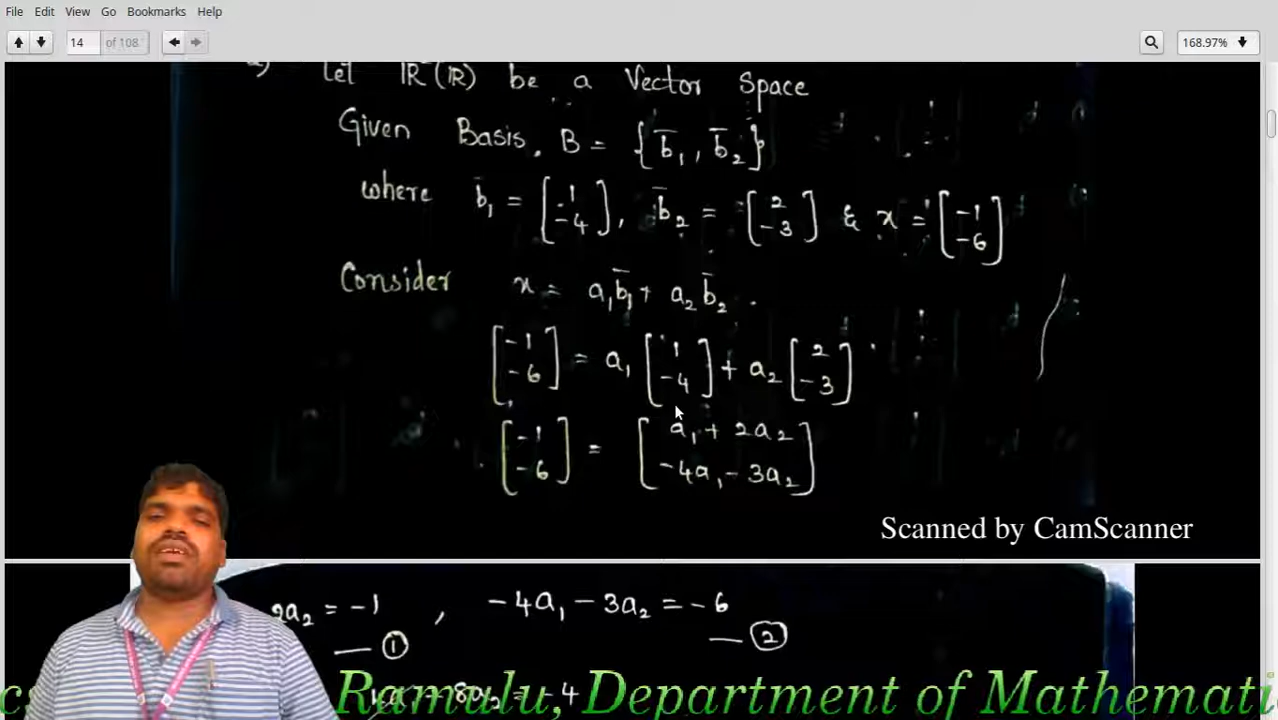 File Edit View Go Bookmarks Help
14 of 108 168.97%
Let ℝ (ℝ) be a Vector Space
Given Basis. B = { b̄₁, b̄₂ }
where b̄₁ = [1 -4], b̄₂ = [2 -3] & x = [-1 -6]
Consider x = a₁b̄₁ + a₂b̄₂ .
[-1 -6] = a₁ [1 -4] + a₂ [2 -3]
[-1 -6] = [a₁ + 2a₂ -4a₁ - 3a₂]
Scanned by CamScanner
2a₂ = -1 , -4a₁ - 3a₂ = -6
— ① — ②
8a₂ = -4
Ramulu, Department of Mathemati